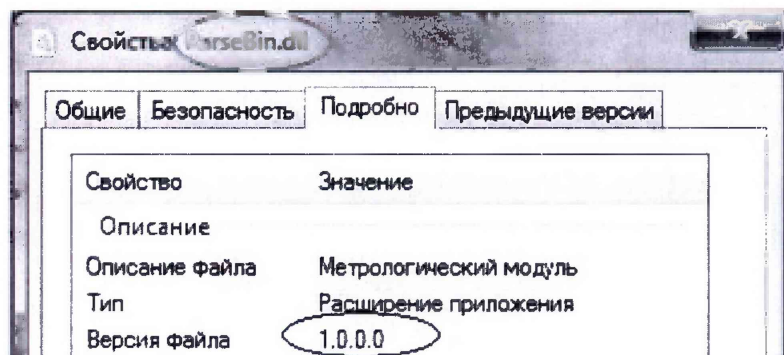 Свойства: ParseBin.dll
Общие Безопасность Подробно Предыдущие версии
Свойство Значение
Описание
Описание файла Метрологический модуль
Тип Расширение приложения
Версия файла 1.0.0.0